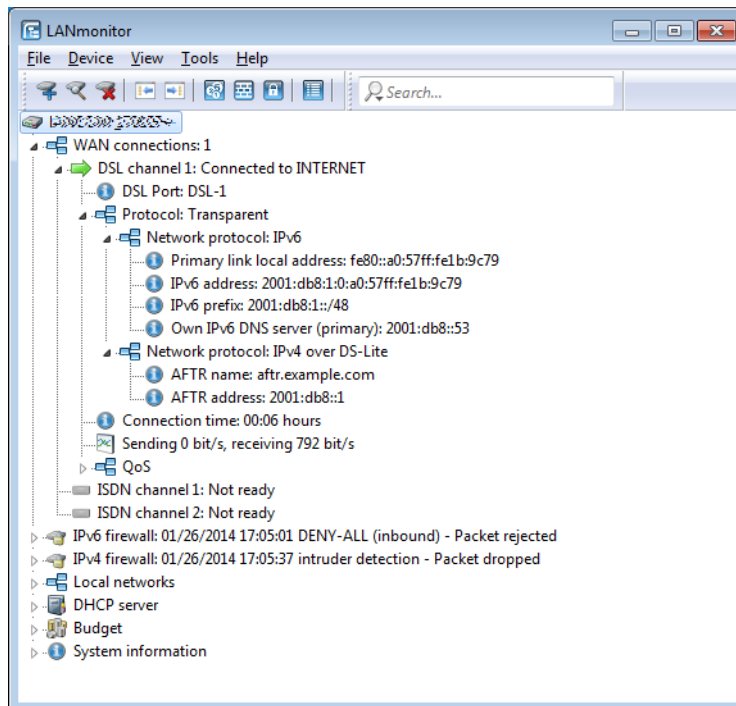 LANmonitor
File Device View Tools Help
Search...
WAN connections: 1
DSL channel 1: Connected to INTERNET
DSL Port: DSL-1
Protocol: Transparent
Network protocol: IPv6
Primary link local address: fe80::a0:57ff:fe1b:9c79
IPv6 address: 2001:db8:1:0:a0:57ff:fe1b:9c79
IPv6 prefix: 2001:db8:1::/48
Own IPv6 DNS server (primary): 2001:db8::53
Network protocol: IPv4 over DS-Lite
AFTR name: aftr.example.com
AFTR address: 2001:db8::1
Connection time: 00:06 hours
Sending 0 bit/s, receiving 792 bit/s
QoS
ISDN channel 1: Not ready
ISDN channel 2: Not ready
IPv6 firewall: 01/26/2014 17:05:01 DENY-ALL (inbound) - Packet rejected
IPv4 firewall: 01/26/2014 17:05:37 intruder detection - Packet dropped
Local networks
DHCP server
Budget
System information